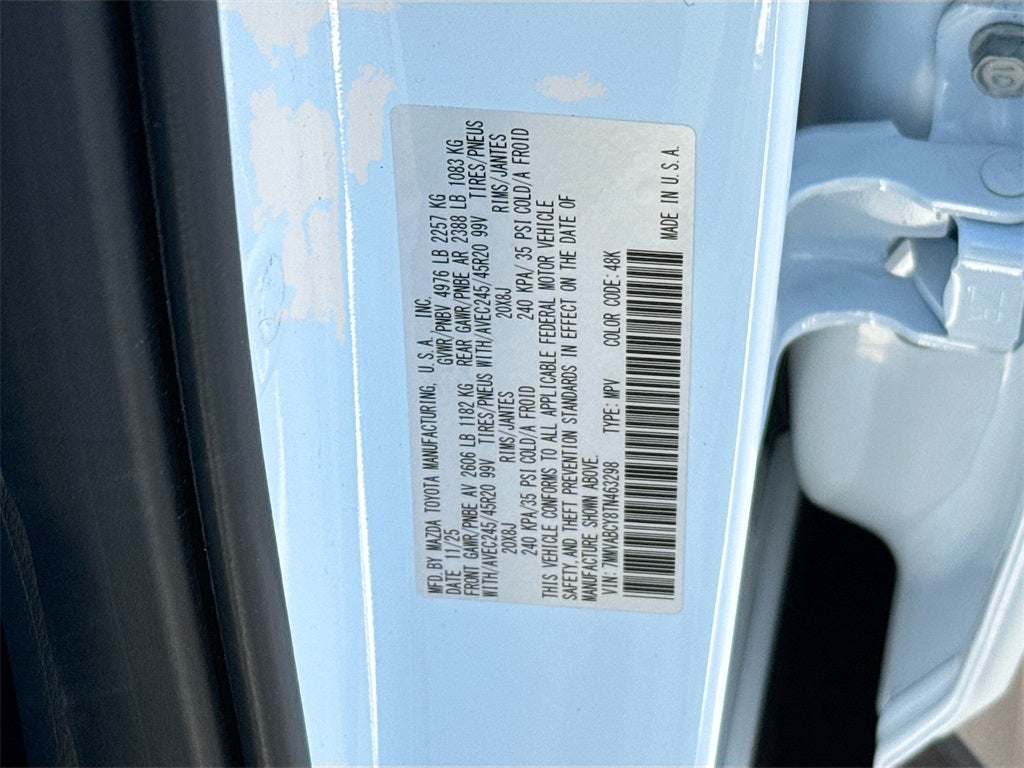 MFD. BY MAZDA TOYOTA MANUFACTURING, U.S.A., INC.
DATE 11/25 GVWR/PNBV 4976 LB 2257 KG
FRONT GAWR/PNBE AV 2606 LB 1182 KG REAR GAWR/PNBE AR 2388 LB 1083 KG
WITH/AVEC245/45R20 99V TIRES/PNEUS WITH/AVEC245/45R20 99V TIRES/PNEUS
20X8J RIMS/JANTES 20X8J RIMS/JANTES
240 KPA/35 PSI COLD/A FROID 240 KPA/ 35 PSI COLD/A FROID
THIS VEHICLE CONFORMS TO ALL APPLICABLE FEDERAL MOTOR VEHICLE
SAFETY,AND THEFT PREVENTION STANDARDS IN EFFECT ON THE DATE OF
MANUFACTURE SHOWN ABOVE.
VIN:7MMVABCY8TN463298 TYPE: MPV COLOR CODE:48K
MADE IN U.S.A.